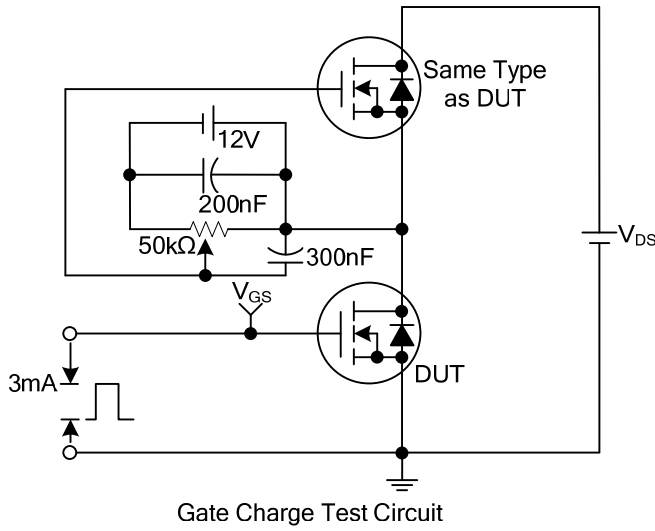 Same Type
as DUT
12V
200nF
50kΩ
300nF
VDS
VGS
3mA
DUT
Gate Charge Test Circuit